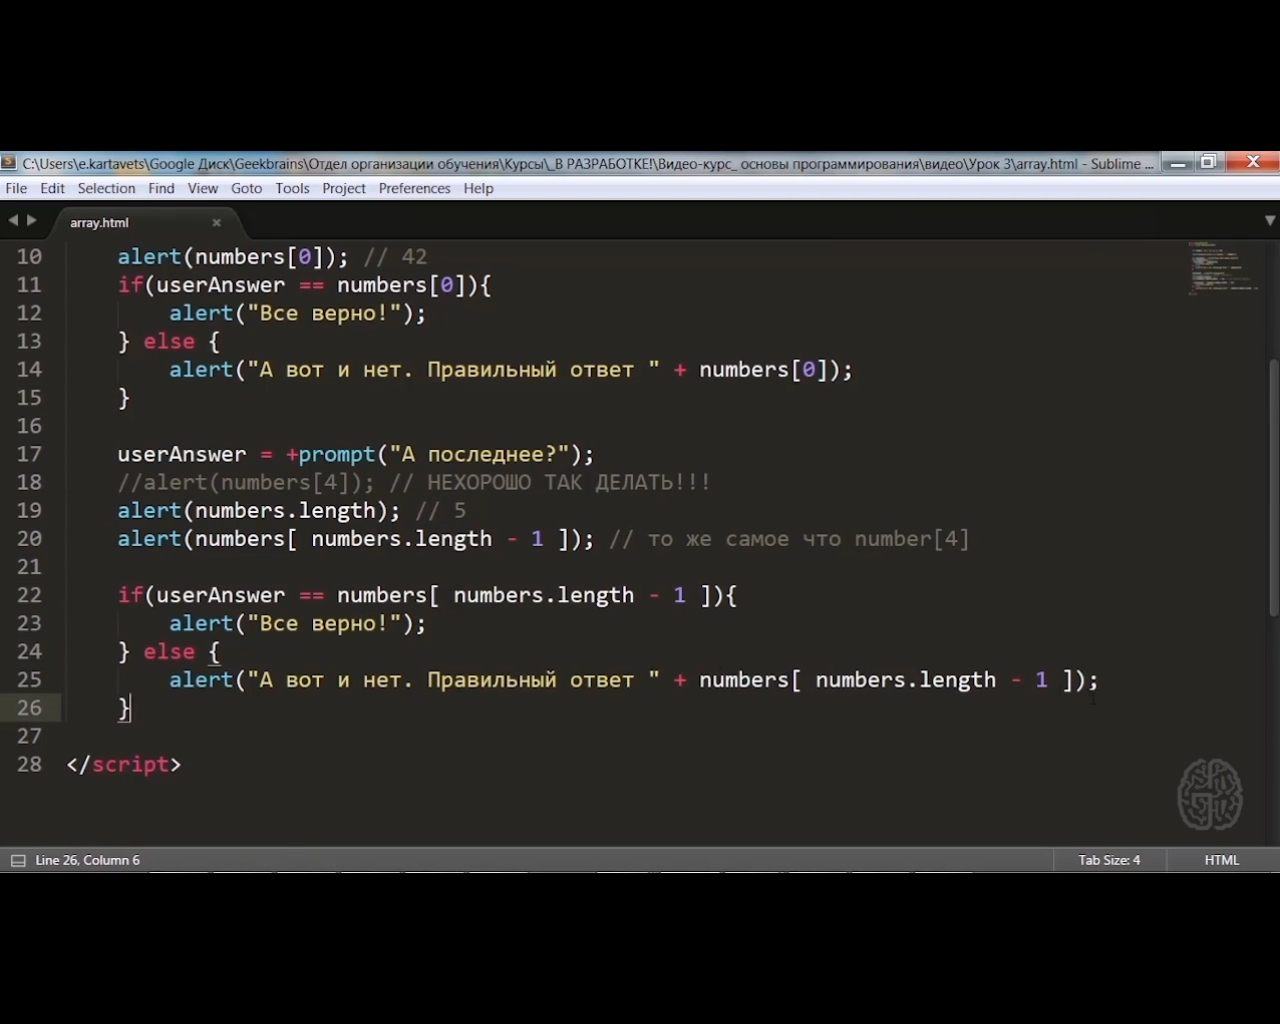 C:\Users\e.kartavets\Google Диск\Geekbrains\Отдел организации обучения\Курсы\_В РАЗРАБОТКЕ!\Видео-курс_ основы программирования\видео\Урок 3\array.html - Sublime ...
File Edit Selection Find View Goto Tools Project Preferences Help
array.html
10 alert(numbers[0]); // 42
11 if(userAnswer == numbers[0]){
12 alert("Все верно!");
13 } else {
14 alert("А вот и нет. Правильный ответ " + numbers[0]);
15 }
16
17 userAnswer = +prompt("А последнее?");
18 //alert(numbers[4]); // НЕХОРОШО ТАК ДЕЛАТЬ!!!
19 alert(numbers.length); // 5
20 alert(numbers[ numbers.length - 1 ]); // то же самое что number[4]
21
22 if(userAnswer == numbers[ numbers.length - 1 ]){
23 alert("Все верно!");
24 } else {
25 alert("А вот и нет. Правильный ответ " + numbers[ numbers.length - 1 ]);
26 }
27
28 </script>
Line 26, Column 6 Tab Size: 4 HTML